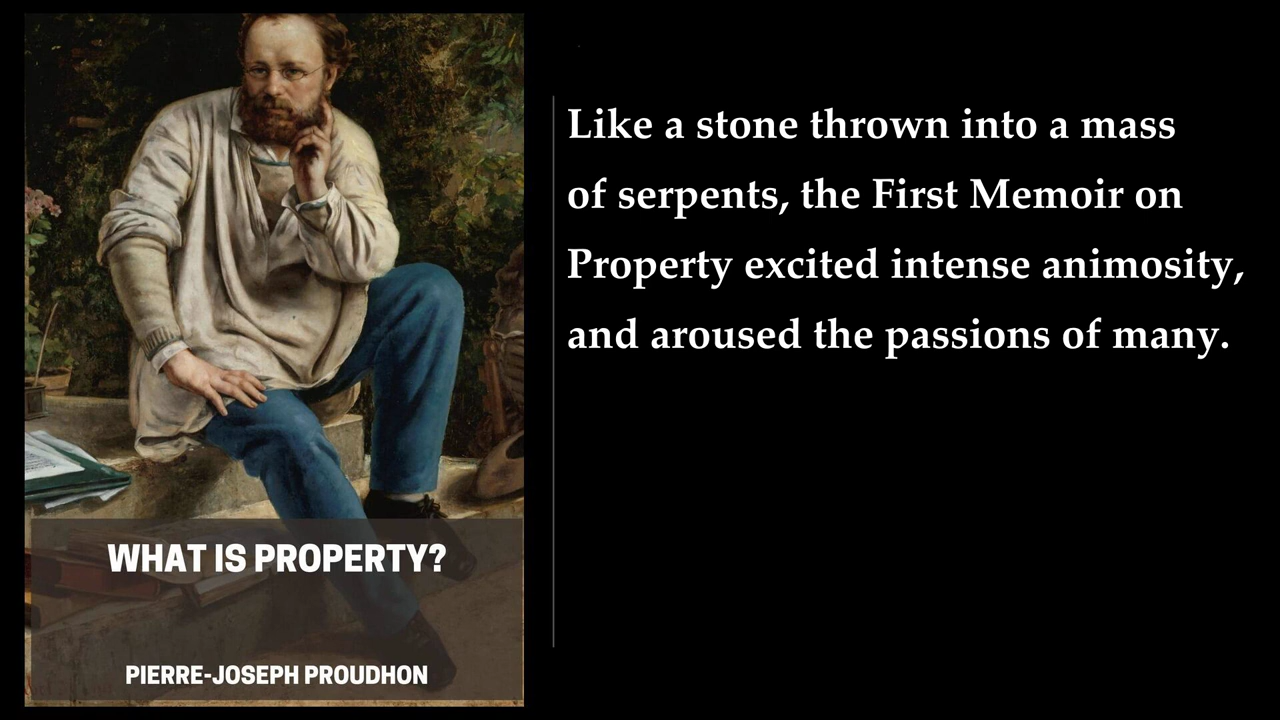 Like a stone thrown into a mass
of serpents, the First Memoir on
Property excited intense animosity,
and aroused the passions of many.
WHAT IS PROPERTY?
PIERRE-JOSEPH PROUDHON